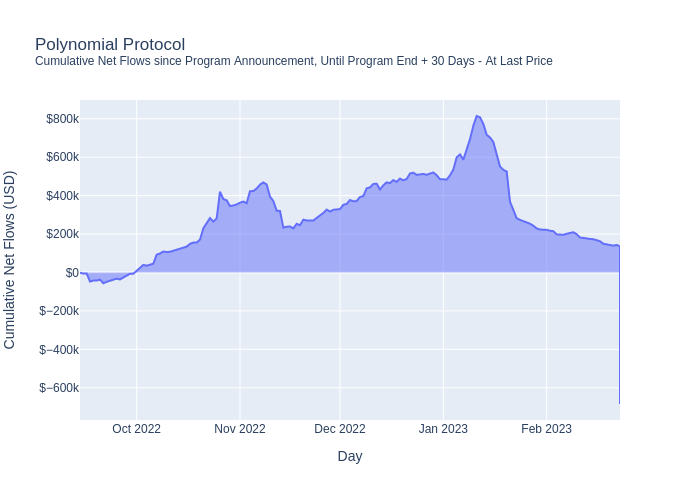 Polynomial Protocol
Cumulative Net Flows since Program Announcement, Until Program End + 30 Days - At Last Price
Cumulative Net Flows (USD)
$800k
$600k
$400k
$200k
$0
$−200k
$−400k
$−600k
Oct 2022
Nov 2022
Dec 2022
Jan 2023
Feb 2023
Day